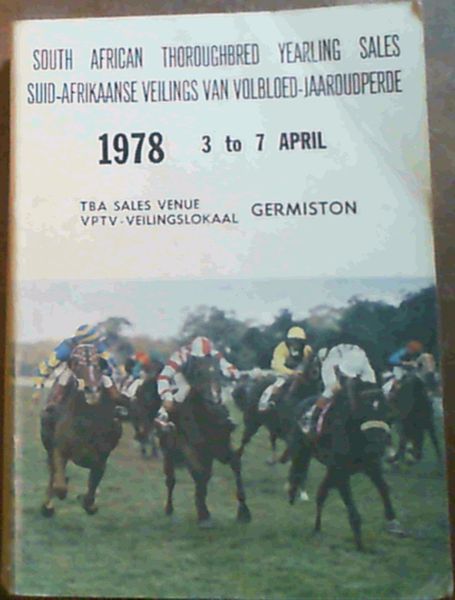 SOUTH AFRICAN THOROUGHBRED YEARLING SALES
SUID-AFRIKAANSE VEILINGS VAN VOLBLOED-JAAROUDPERDE
1978 3 to 7 APRIL
TBA SALES VENUE
VPTV-VEILINGSLOKAAL GERMISTON